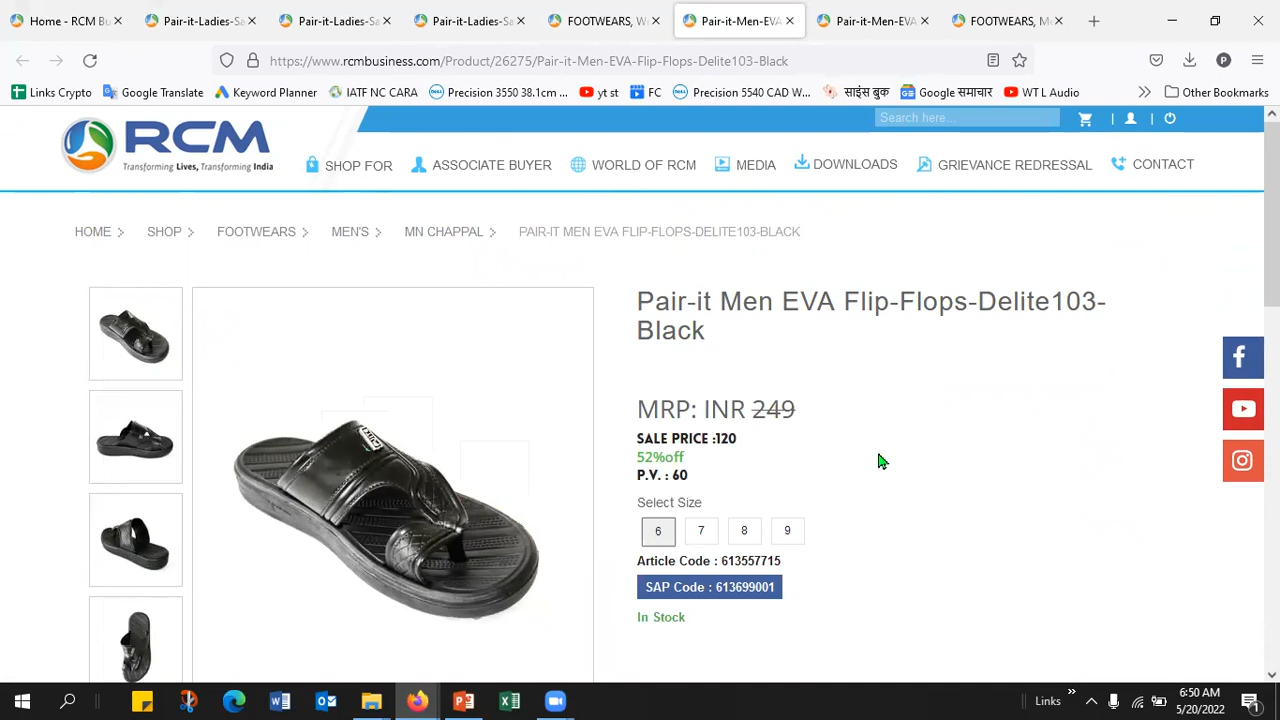 Home - RCM Bu
Pair-it-Ladies-Sa
Pair-it-Ladies-Sa
Pair-it-Ladies-Sa
FOOTWEARS, W
Pair-it-Men-EVA
Pair-it-Men-EVA
FOOTWEARS, M
https://www.rcmbusiness.com/Product/26275/Pair-it-Men-EVA-Flip-Flops-Delite103-Black
P
Links Crypto
Google Translate
Keyword Planner
IATF NC CARA
Precision 3550 38.1cm ...
yt st
FC
Precision 5540 CAD W...
साइंस बुक
Google समाचार
WT L Audio
Other Bookmarks
RCM
Transforming Lives, Transforming India
Search here...
SHOP FOR
ASSOCIATE BUYER
WORLD OF RCM
MEDIA
DOWNLOADS
GRIEVANCE REDRESSAL
CONTACT
HOME > SHOP > FOOTWEARS > MEN'S > MN CHAPPAL > PAIR-IT MEN EVA FLIP-FLOPS-DELITE103-BLACK
Pair-it Men EVA Flip-Flops-Delite103-
Black
MRP: INR 249
SALE PRICE :120
52%off
P.V. : 60
Select Size
6 7 8 9
Article Code : 613557715
SAP Code : 613699001
In Stock
Links
6:50 AM
5/20/2022